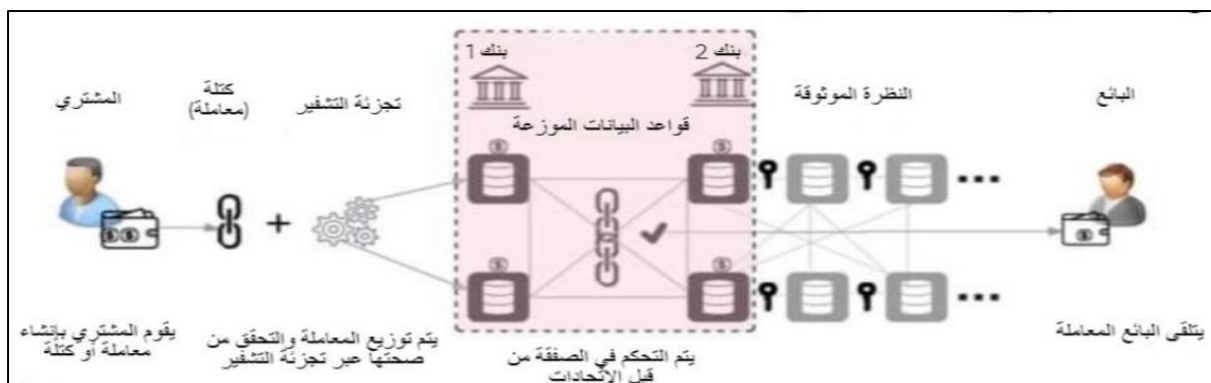 بنك 1
بنك 2
المشتري
كتلة
(معاملة)
تجزئة التشفير
النظرة الموثوقة
البائع
قواعد البيانات الموزعة
يقوم المشتري بإنشاء
معاملة أو كتلة
يتم توزيع المعاملة والتحقق من
صحتها عبر تجزئة التشفير
يتم التحكم في الصفقة من
قبل الإتحادات
يتلقى البائع المعاملة